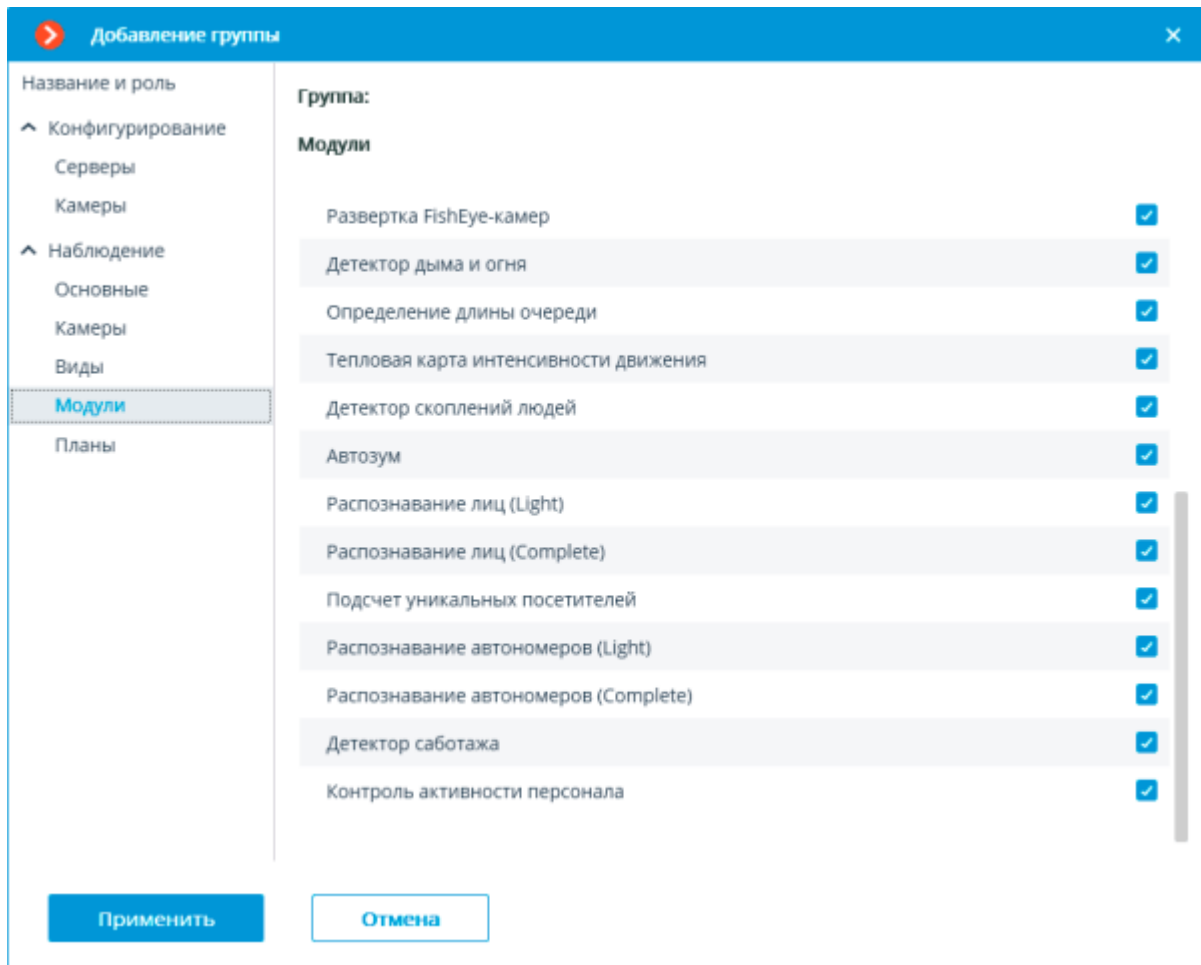 Добавление группы
Название и роль
Конфигурирование
Серверы
Камеры
Наблюдение
Основные
Камеры
Виды
Модули
Планы
Группа:
Модули
Развертка FishEye-камер
Детектор дыма и огня
Определение длины очереди
Тепловая карта интенсивности движения
Детектор скоплений людей
Автозум
Распознавание лиц (Light)
Распознавание лиц (Complete)
Подсчет уникальных посетителей
Распознавание автономеров (Light)
Распознавание автономеров (Complete)
Детектор саботажа
Контроль активности персонала
Применить
Отмена